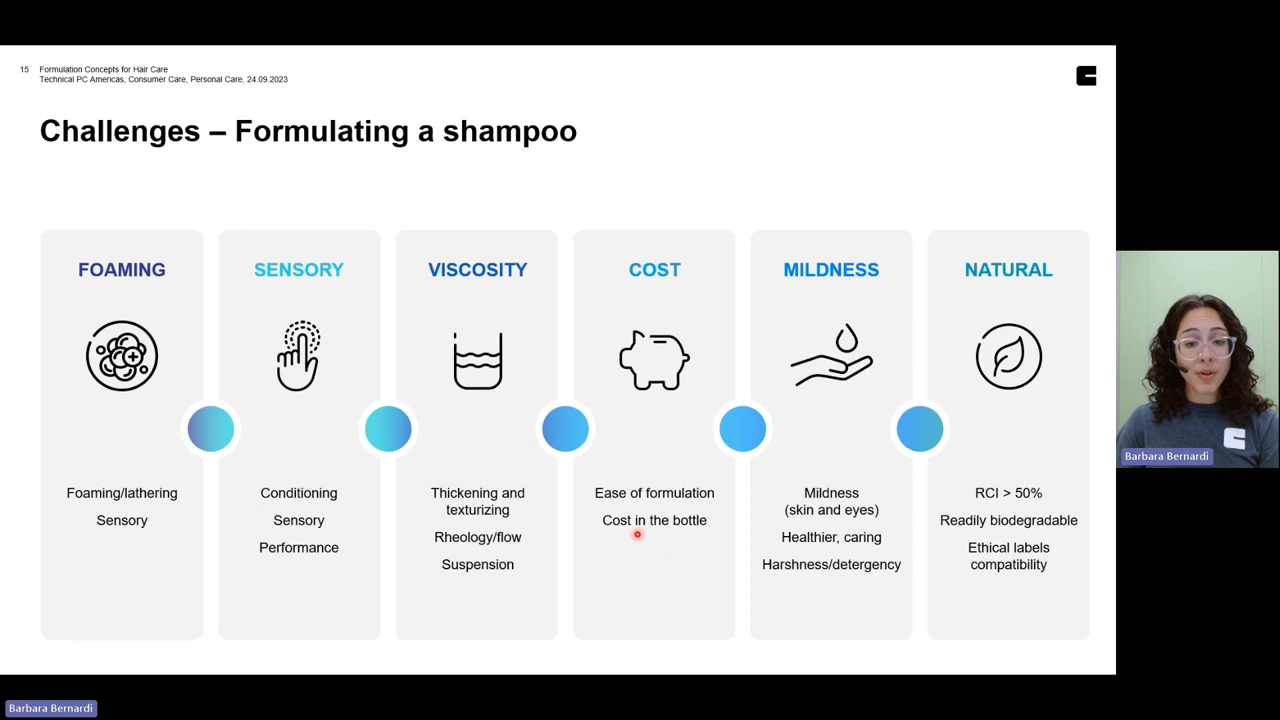 15 Formulation Concepts for Hair Care
Technical PC Americas, Consumer Care, Personal Care, 24.09.2023
Challenges – Formulating a shampoo
FOAMING
Foaming/lathering
Sensory
SENSORY
Conditioning
Sensory
Performance
VISCOSITY
Thickening and
texturizing
Rheology/flow
Suspension
COST
Ease of formulation
Cost in the bottle
MILDNESS
Mildness
(skin and eyes)
Healthier, caring
Harshness/detergency
NATURAL
RCI > 50%
Readily biodegradable
Ethical labels
compatibility
Barbara Bernardi
Barbara Bernardi